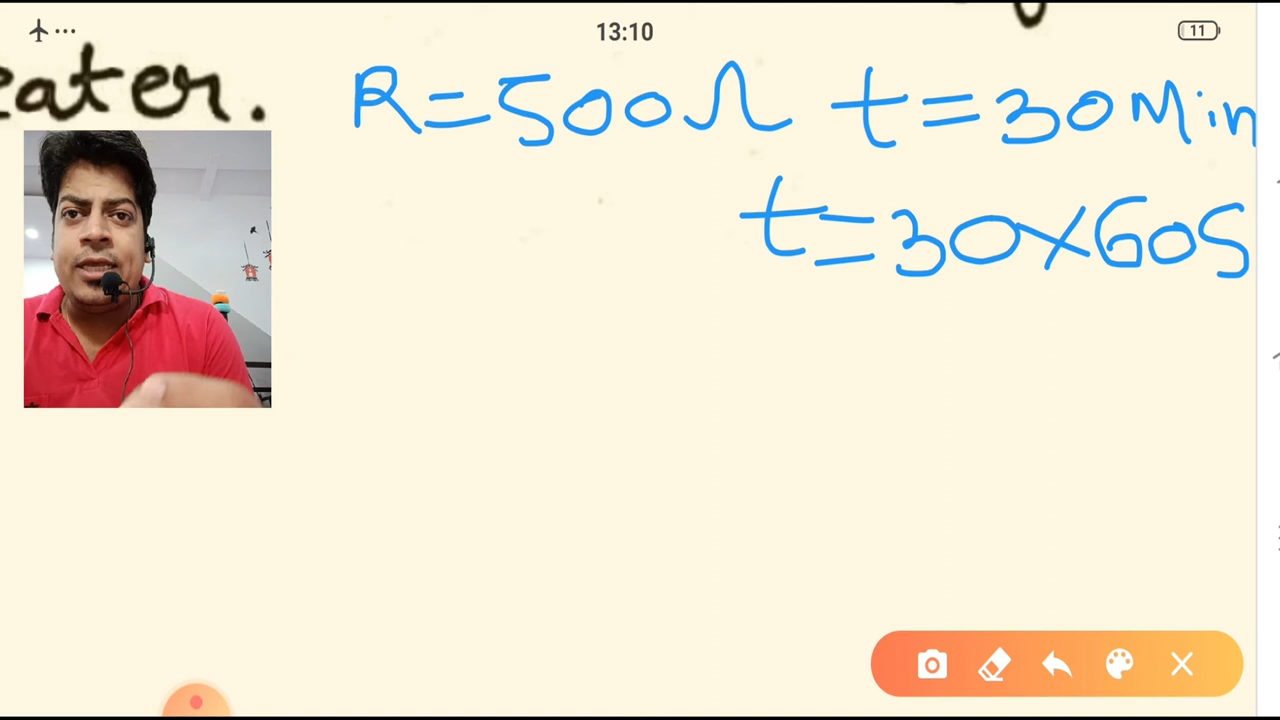 13:10
11
eater.
R=500Ω t=30Min
t=30×60S